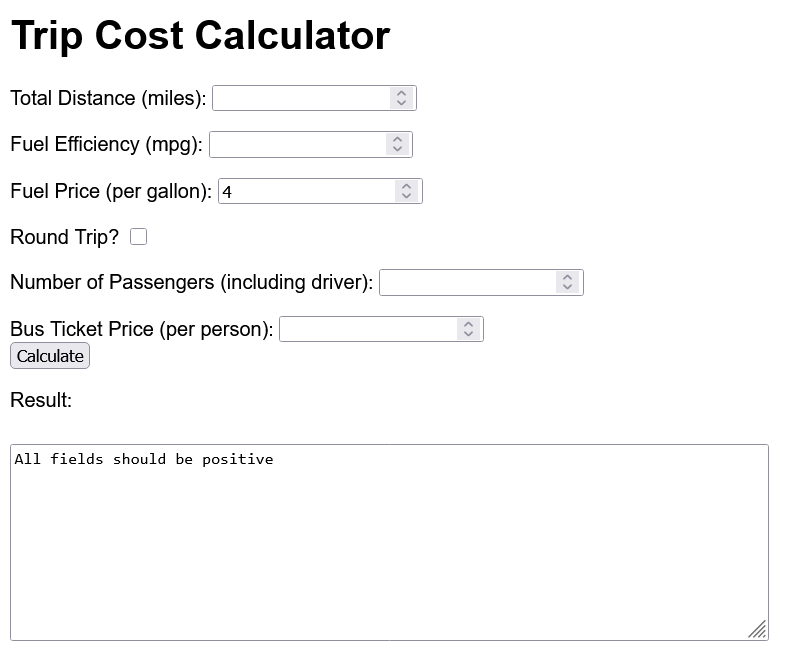 Trip Cost Calculator
Total Distance (miles):
Fuel Efficiency (mpg):
Fuel Price (per gallon): 4
Round Trip?
Number of Passengers (including driver):
Bus Ticket Price (per person):
Calculate
Result:
All fields should be positive